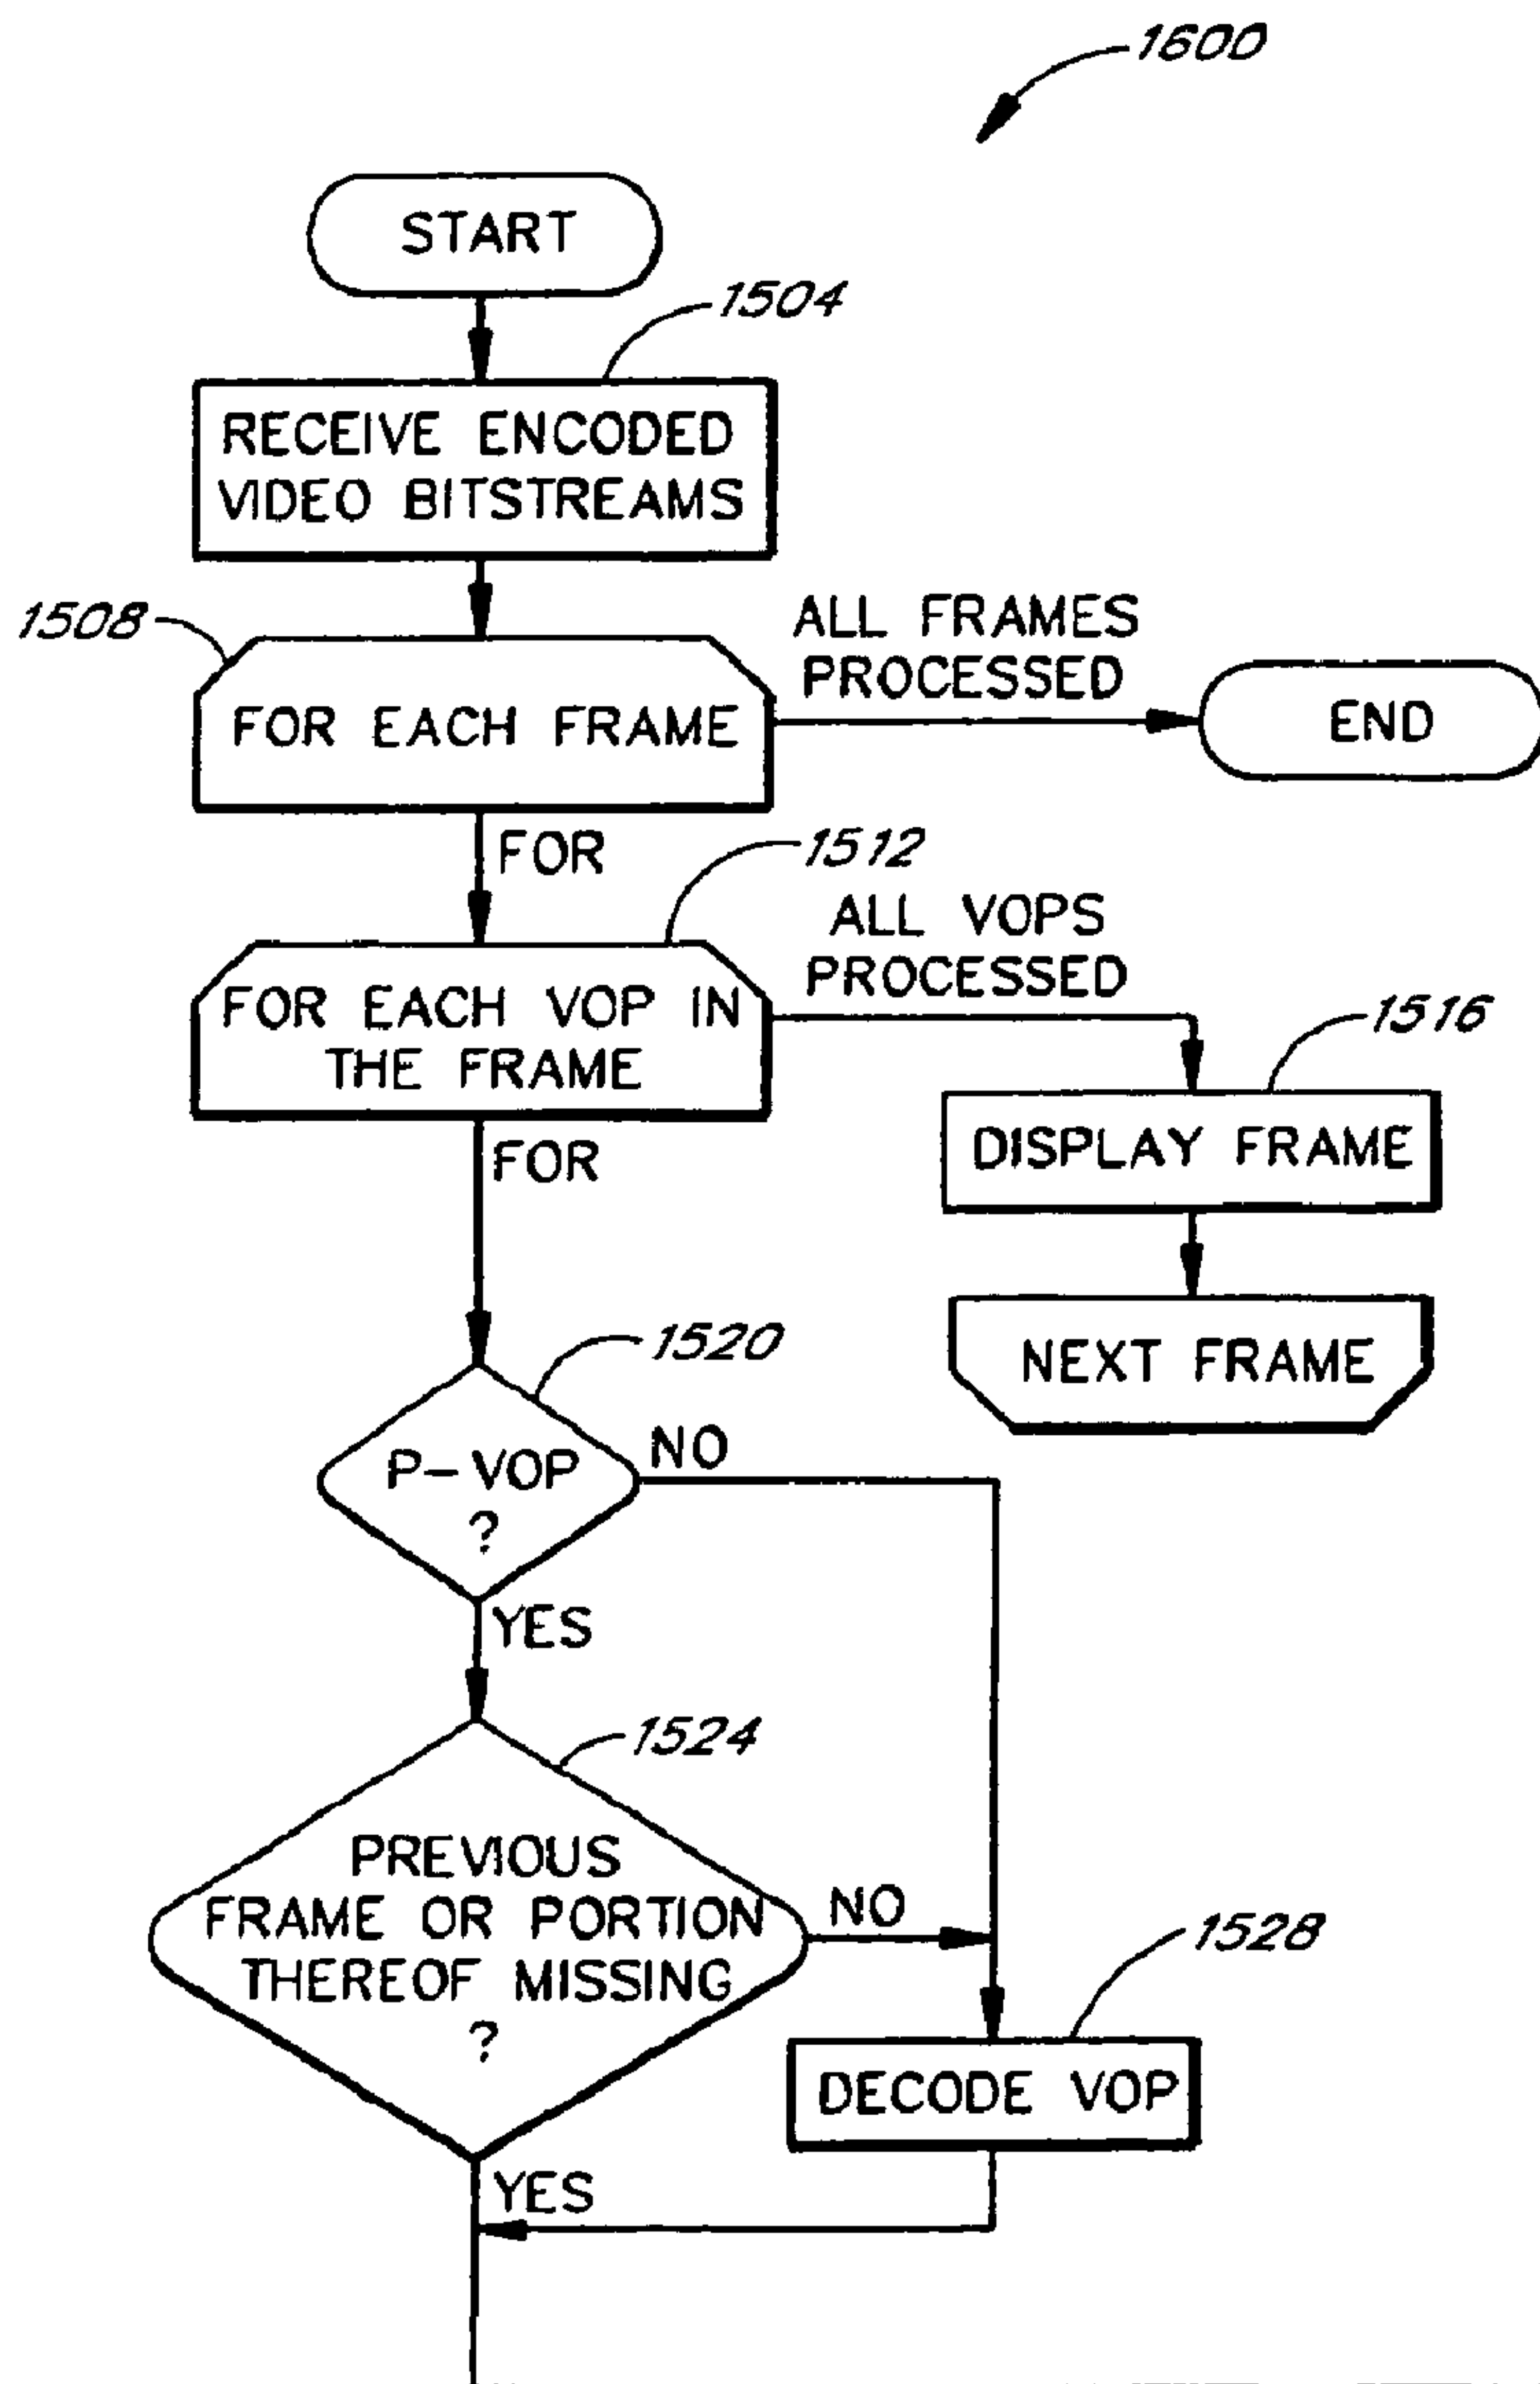 1600
START
1504
RECEIVE ENCODED
VIDEO BITSTREAMS
1508
ALL FRAMES
PROCESSED
FOR EACH FRAME
END
FOR
1512
ALL VOPS
PROCESSED
FOR EACH VOP IN
THE FRAME
1516
FOR
DISPLAY FRAME
NEXT FRAME
1520
P-VOP
?
NO
YES
1524
PREVIOUS
FRAME OR PORTION
THEREOF MISSING
?
NO
1528
DECODE VOP
YES